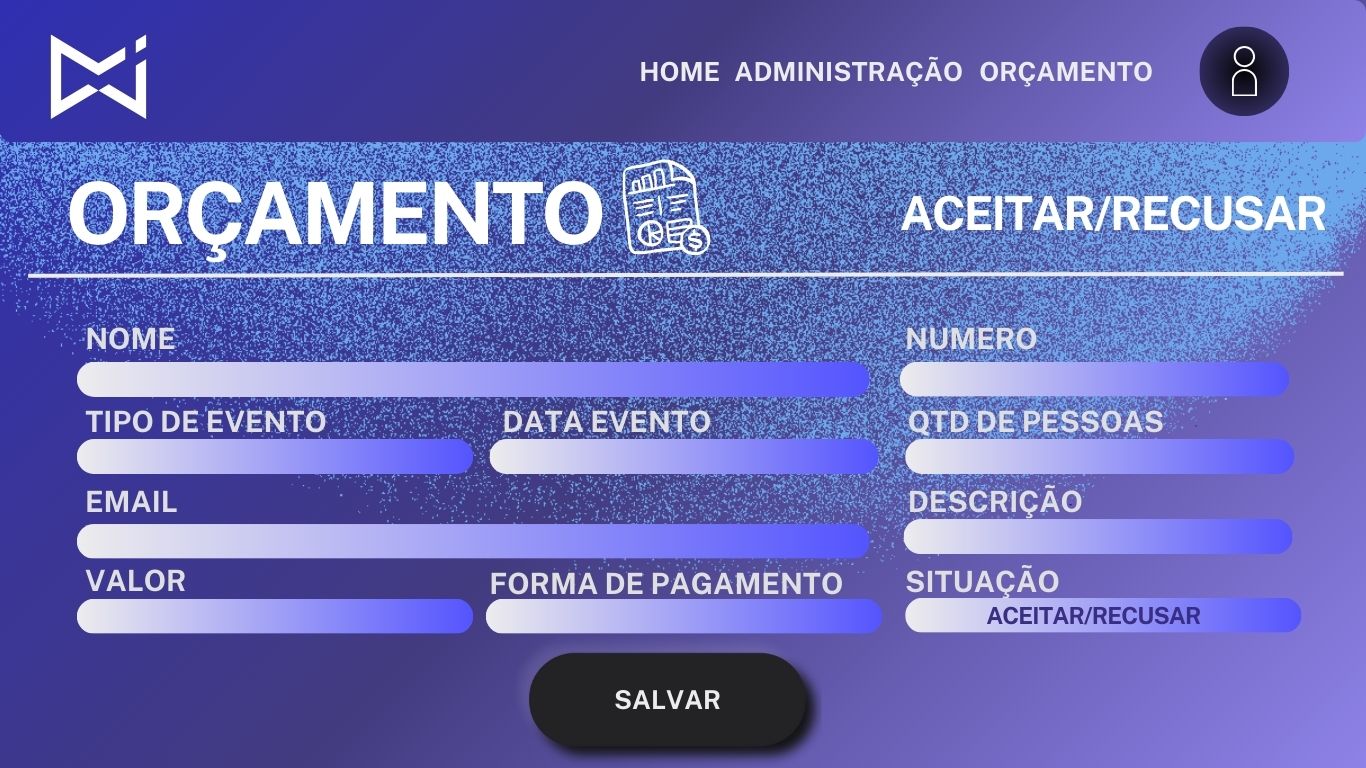 HOME ADMINISTRAÇÃO ORÇAMENTO
ORÇAMENTO
ACEITAR/RECUSAR
NOME
NUMERO
TIPO DE EVENTO
DATA EVENTO
QTD DE PESSOAS
EMAIL
DESCRIÇÃO
VALOR
FORMA DE PAGAMENTO
SITUAÇÃO
ACEITAR/RECUSAR
SALVAR